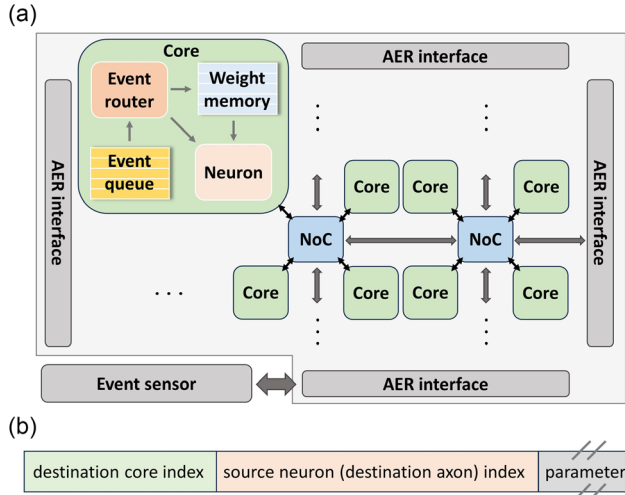 (a)
Core
AER interface
Event
router
Weight
memory
Event
queue
Neuron
AER interface
AER interface
Core
Core
Core
NoC
NoC
Core
Core
Core
Core
Event sensor
AER interface
(b)
destination core index
source neuron (destination axon) index
parameter